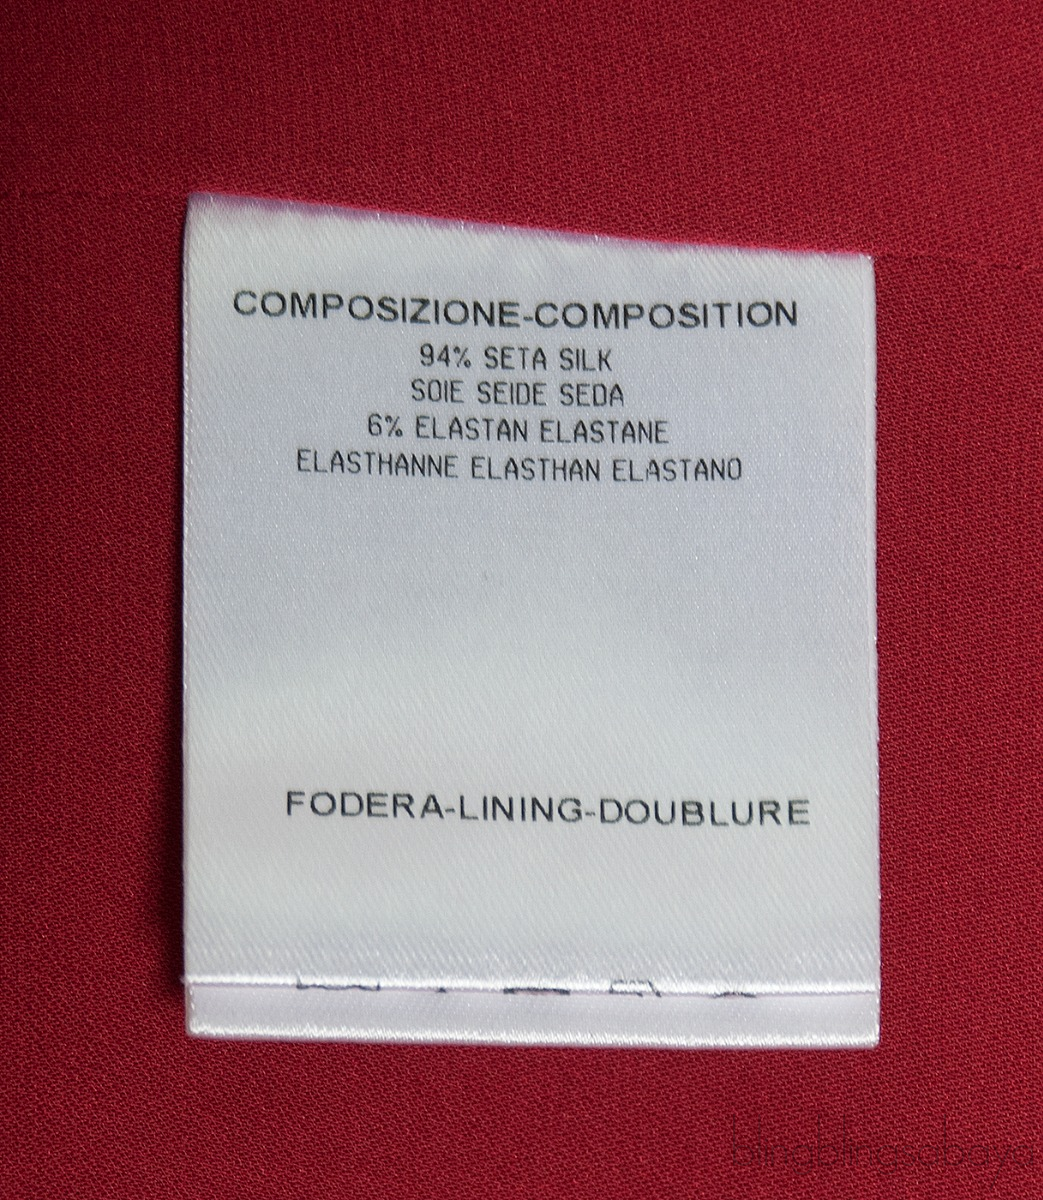 COMPOSIZIONE-COMPOSITION
94% SETA SILK
SOIE SEIDE SEDA
6% ELASTAN ELASTANE
ELASTHANNE ELASTHAN ELASTANO
FODERA-LINING-DOUBLURE